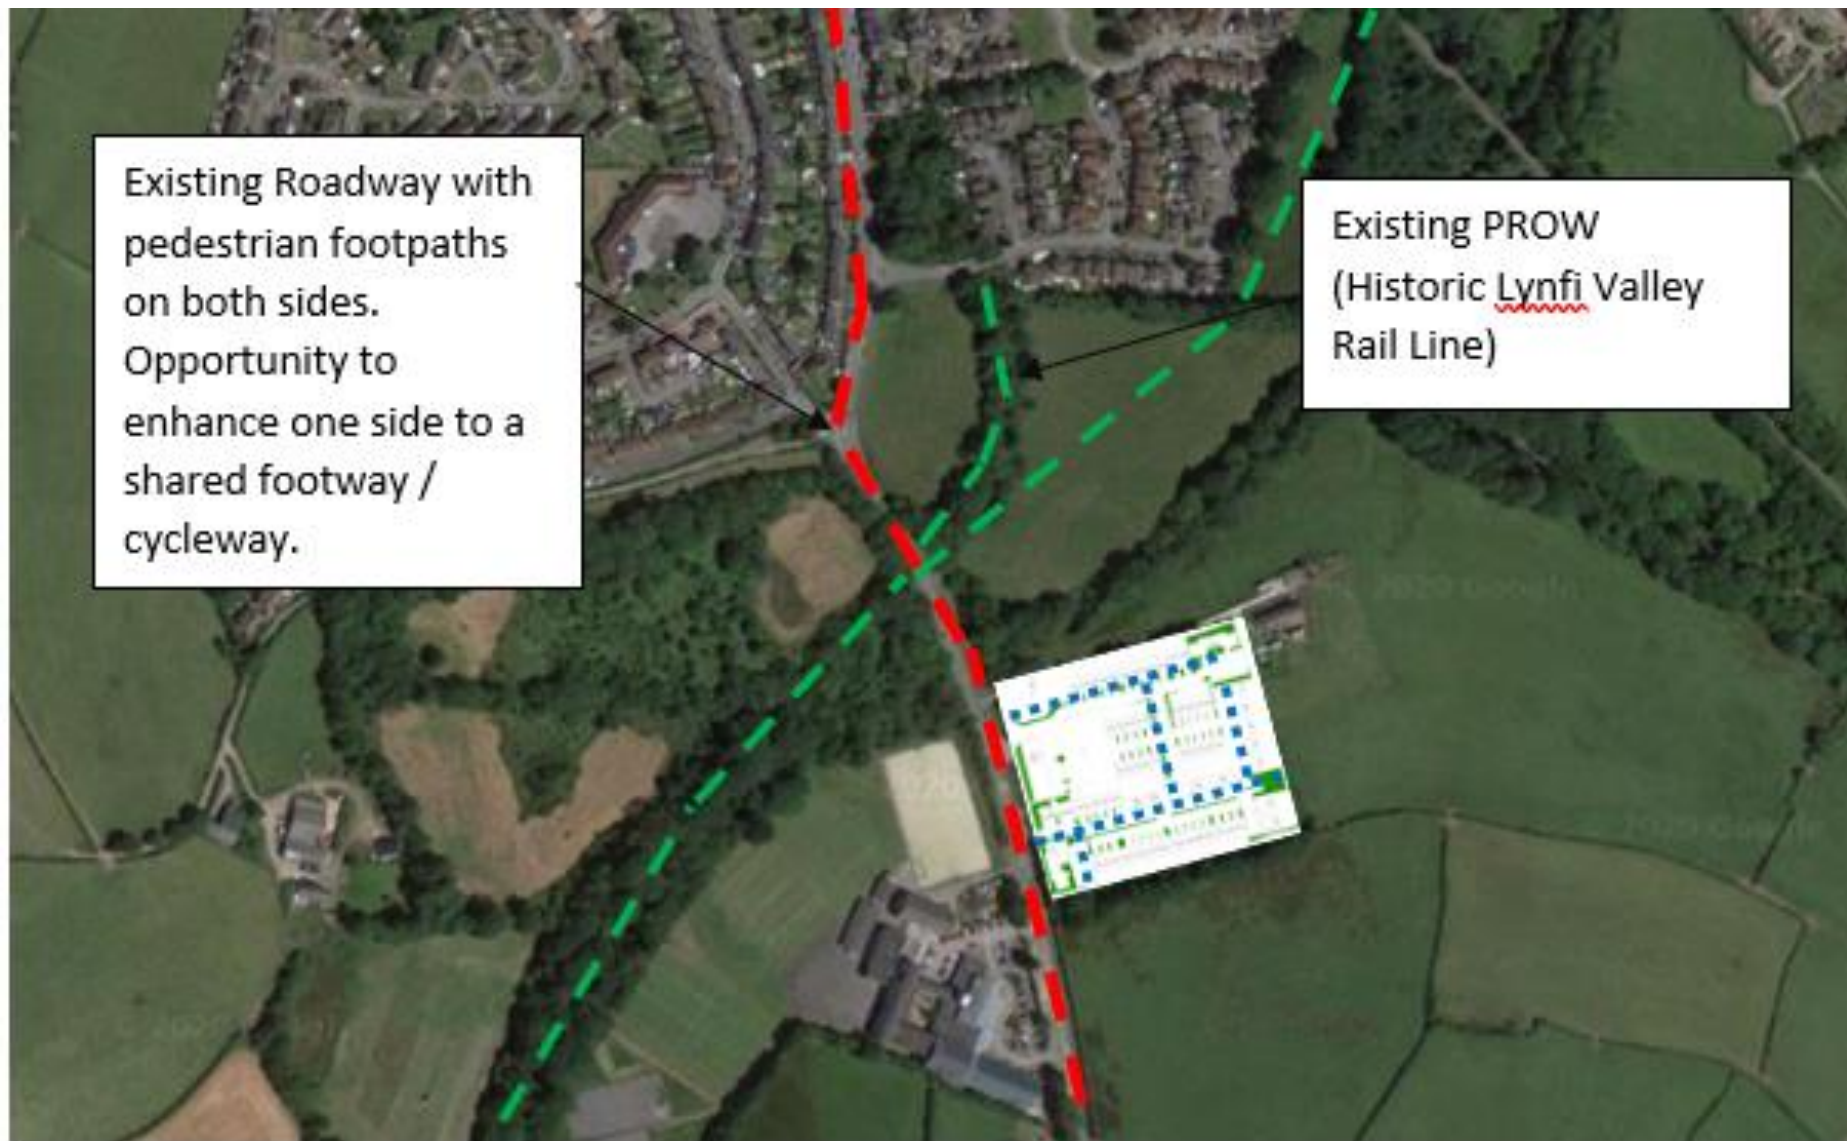 Existing Roadway with
pedestrian footpaths
on both sides.
Opportunity to
enhance one side to a
shared footway /
cycleway.
Existing PROW
(Historic Lynfi Valley
Rail Line)